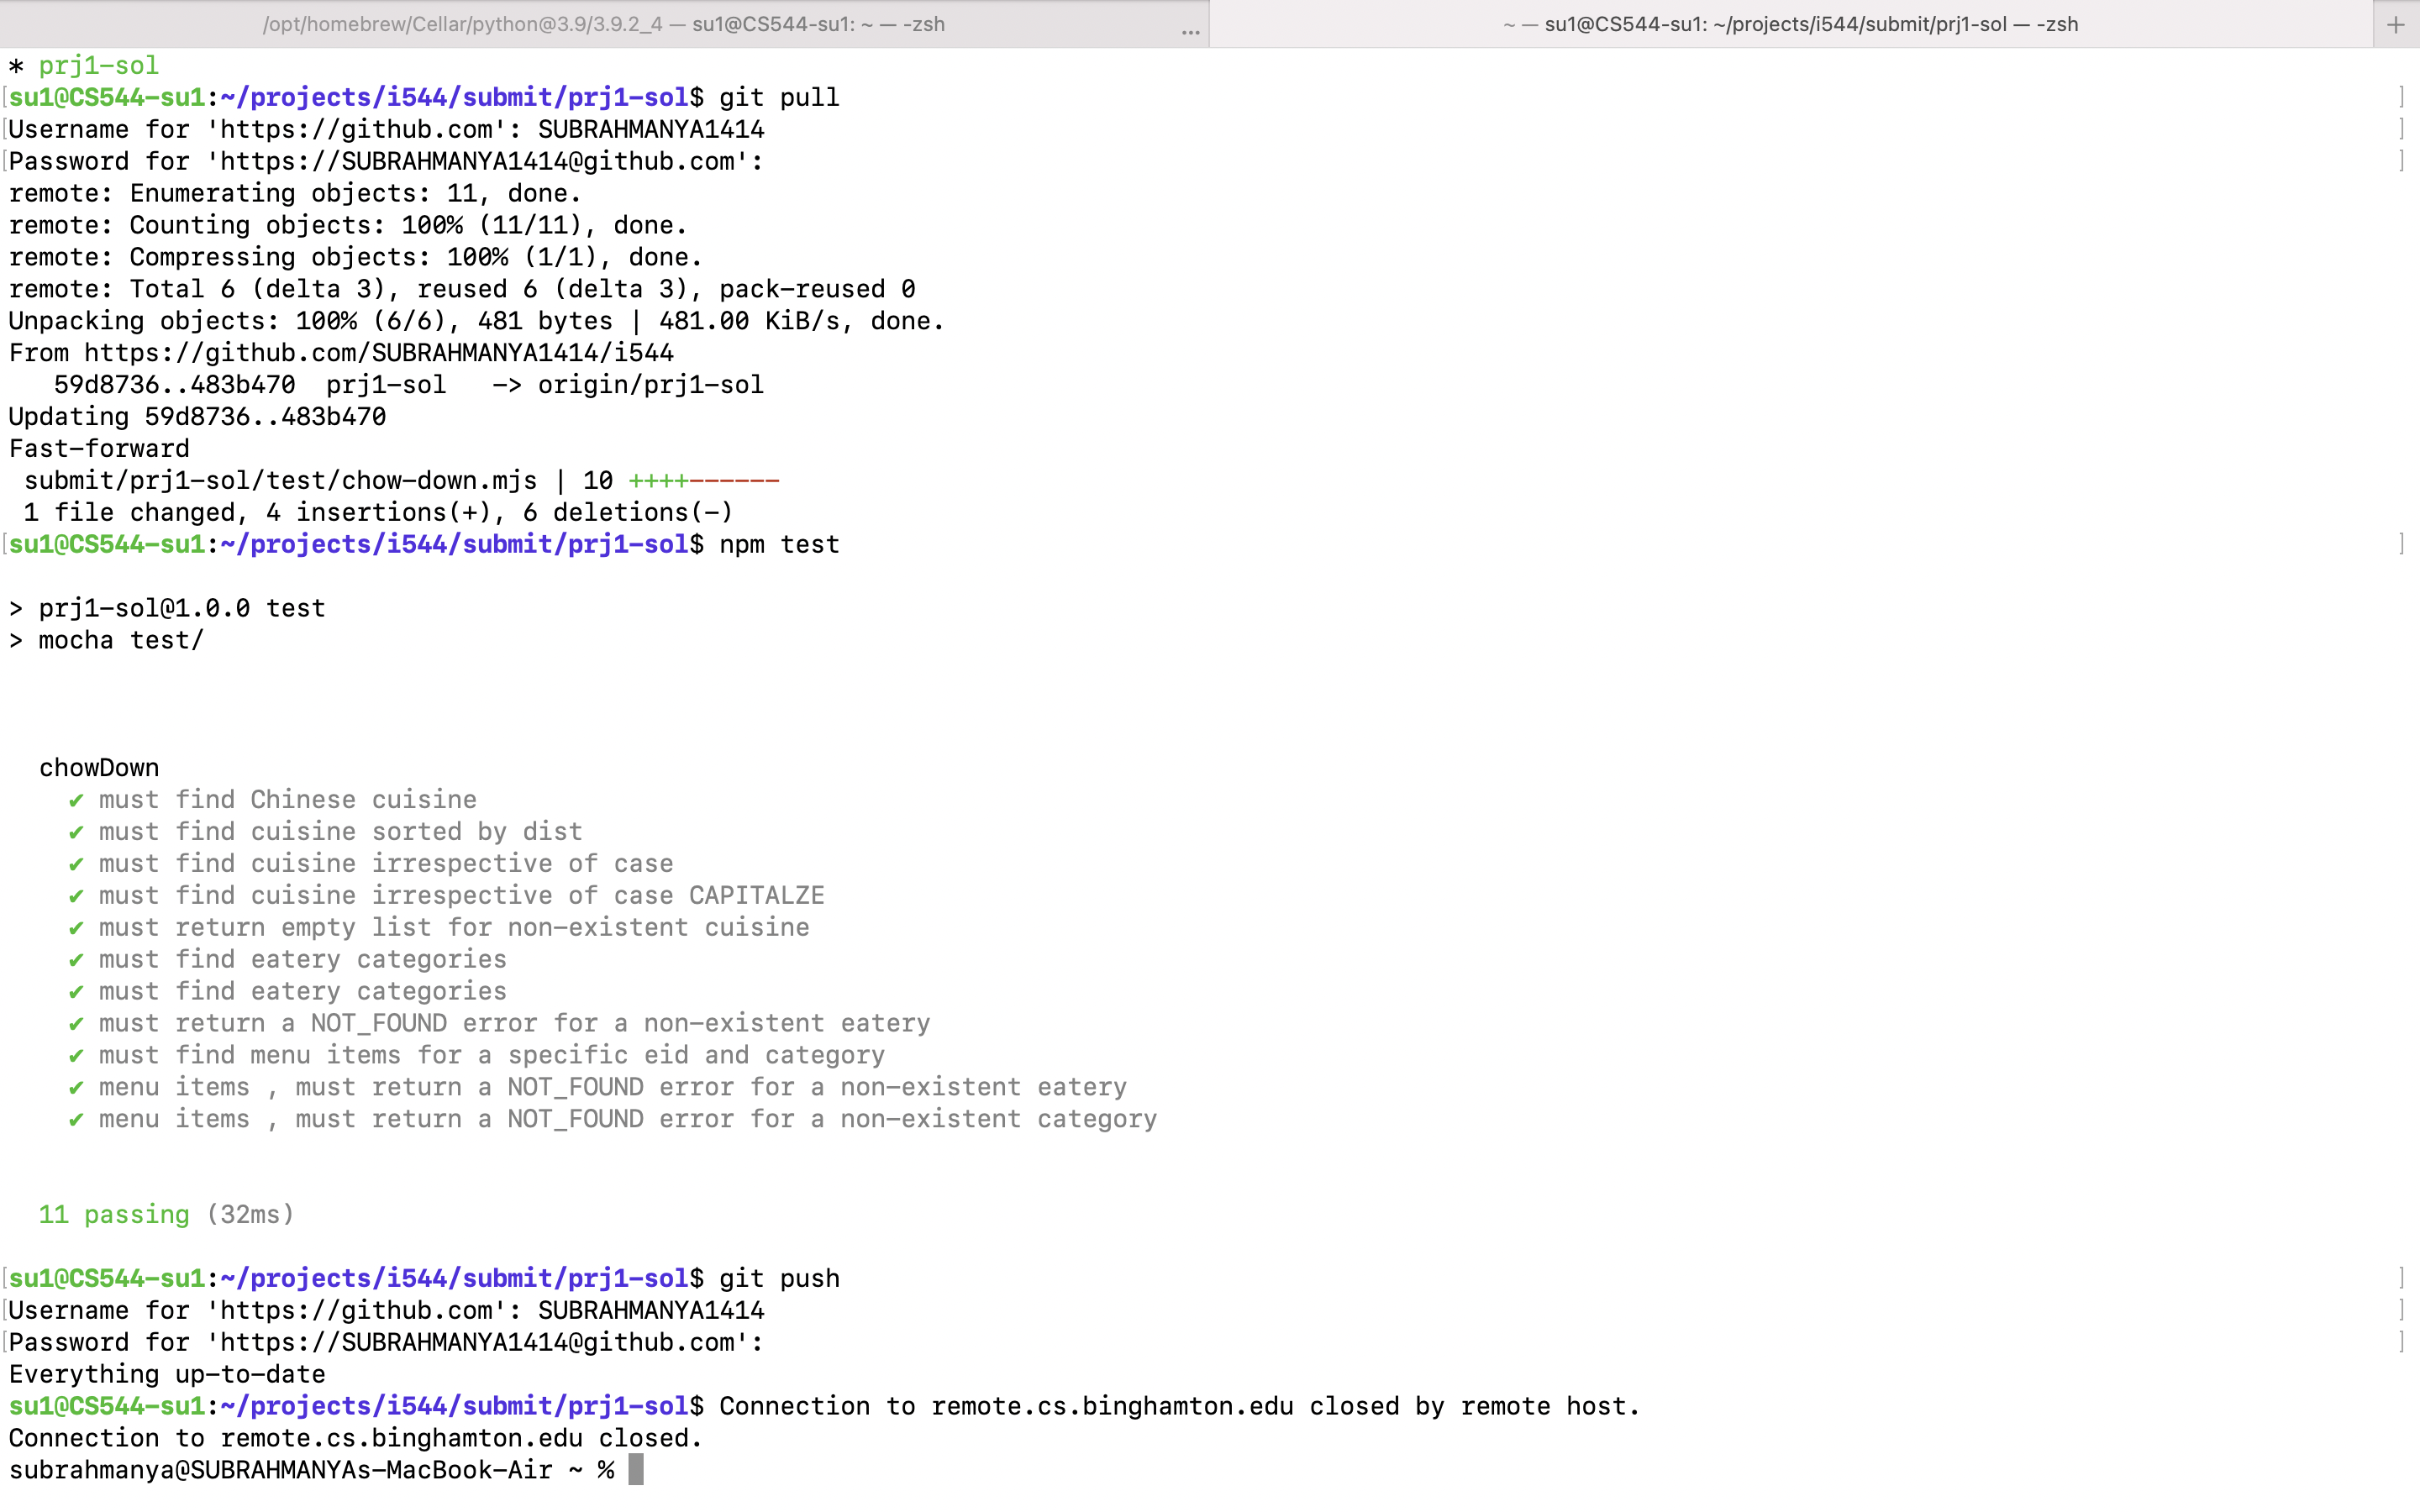 /opt/homebrew/Cellar/python@3.9/3.9.2_4 — su1@CS544-su1: ~ — -zsh ... ~ — su1@CS544-su1: ~/projects/i544/submit/prj1-sol — -zsh +
* prj1-sol
[su1@CS544-su1:~/projects/i544/submit/prj1-sol$ git pull ]
[Username for 'https://github.com': SUBRAHMANYA1414 ]
[Password for 'https://SUBRAHMANYA1414@github.com': ]
remote: Enumerating objects: 11, done.
remote: Counting objects: 100% (11/11), done.
remote: Compressing objects: 100% (1/1), done.
remote: Total 6 (delta 3), reused 6 (delta 3), pack-reused 0
Unpacking objects: 100% (6/6), 481 bytes | 481.00 KiB/s, done.
From https://github.com/SUBRAHMANYA1414/i544
   59d8736..483b470  prj1-sol   -> origin/prj1-sol
Updating 59d8736..483b470
Fast-forward
 submit/prj1-sol/test/chow-down.mjs | 10 ++++------
 1 file changed, 4 insertions(+), 6 deletions(-)
[su1@CS544-su1:~/projects/i544/submit/prj1-sol$ npm test ]
> prj1-sol@1.0.0 test
> mocha test/
chowDown
✔ must find Chinese cuisine
✔ must find cuisine sorted by dist
✔ must find cuisine irrespective of case
✔ must find cuisine irrespective of case CAPITALZE
✔ must return empty list for non-existent cuisine
✔ must find eatery categories
✔ must find eatery categories
✔ must return a NOT_FOUND error for a non-existent eatery
✔ must find menu items for a specific eid and category
✔ menu items , must return a NOT_FOUND error for a non-existent eatery
✔ menu items , must return a NOT_FOUND error for a non-existent category
11 passing (32ms)
[su1@CS544-su1:~/projects/i544/submit/prj1-sol$ git push ]
[Username for 'https://github.com': SUBRAHMANYA1414 ]
[Password for 'https://SUBRAHMANYA1414@github.com': ]
Everything up-to-date
su1@CS544-su1:~/projects/i544/submit/prj1-sol$ Connection to remote.cs.binghamton.edu closed by remote host.
Connection to remote.cs.binghamton.edu closed.
subrahmanya@SUBRAHMANYAs-MacBook-Air ~ %